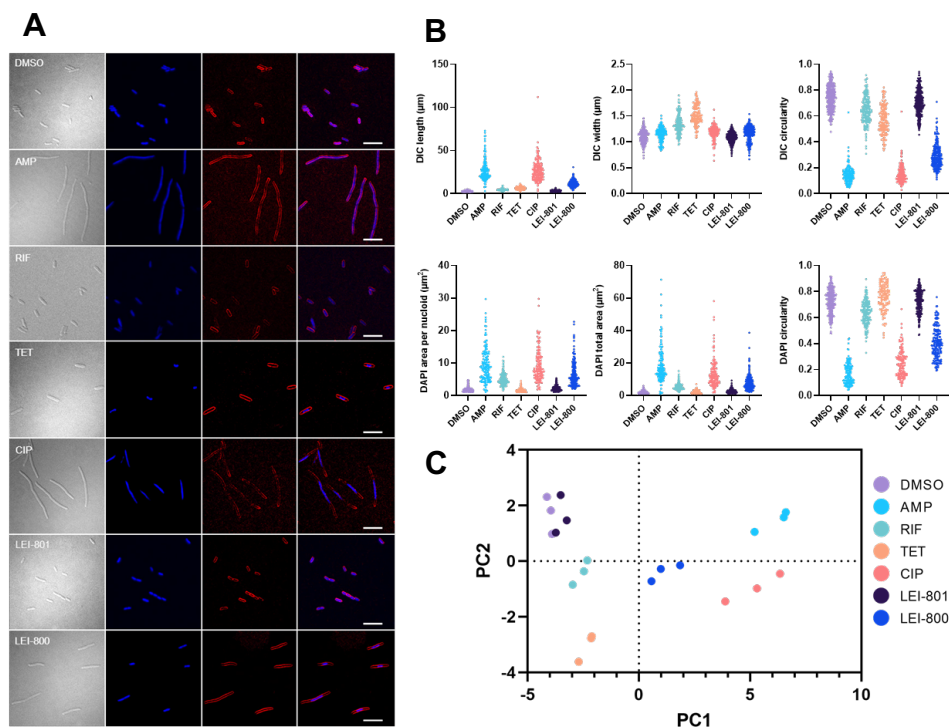 A
DMSO
AMP
RIF
TET
CIP
LEI-801
LEI-800
B
DIC length (µm)
150
100
50
0
DMSO
AMP
RIF
TET
CIP
LEI-801
LEI-800
DIC width (µm)
2.5
2.0
1.5
1.0
0.5
0.0
DMSO
AMP
RIF
TET
CIP
LEI-801
LEI-800
DIC circularity
1.0
0.8
0.6
0.4
0.2
0.0
DMSO
AMP
RIF
TET
CIP
LEI-801
LEI-800
DAPI area per nucleoid (µm²)
40
30
20
10
0
DMSO
AMP
RIF
TET
CIP
LEI-801
LEI-800
DAPI total area (µm²)
80
60
40
20
0
DMSO
AMP
RIF
TET
CIP
LEI-801
LEI-800
DAPI circularity
1.0
0.8
0.6
0.4
0.2
0.0
DMSO
AMP
RIF
TET
CIP
LEI-801
LEI-800
C
PC2
4
2
0
-2
-4
-5
0
5
10
PC1
DMSO
AMP
RIF
TET
CIP
LEI-801
LEI-800